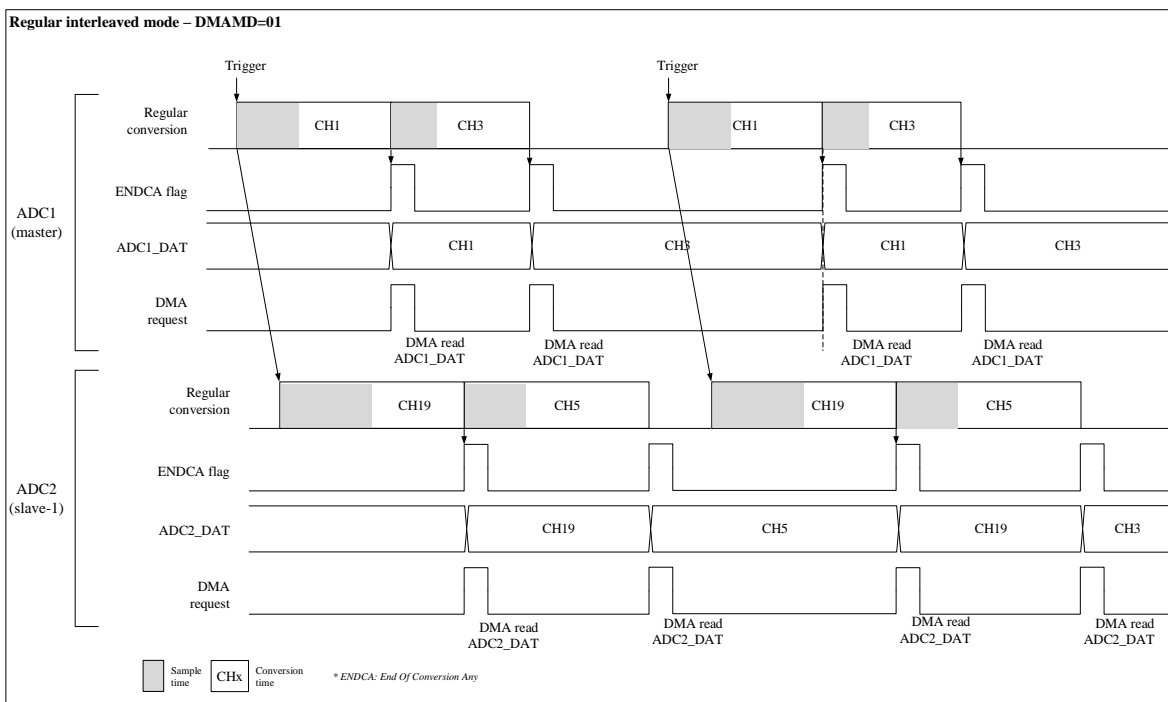 Regular interleaved mode – DMAMD=01
Trigger
Trigger
ADC1
(master)
Regular
conversion
CH1
CH3
CH1
CH3
ENDCA flag
ADC1_DAT
CH1
CH3
CH1
CH3
DMA
request
DMA read
ADC1_DAT
DMA read
ADC1_DAT
DMA read
ADC1_DAT
DMA read
ADC1_DAT
ADC2
(slave-1)
Regular
conversion
CH19
CH5
CH19
CH5
ENDCA flag
ADC2_DAT
CH19
CH5
CH19
CH3
DMA
request
DMA read
ADC2_DAT
DMA read
ADC2_DAT
DMA read
ADC2_DAT
DMA read
ADC2_DAT
Sample
time
CHx
Conversion
time
* ENDCA: End Of Conversion Any